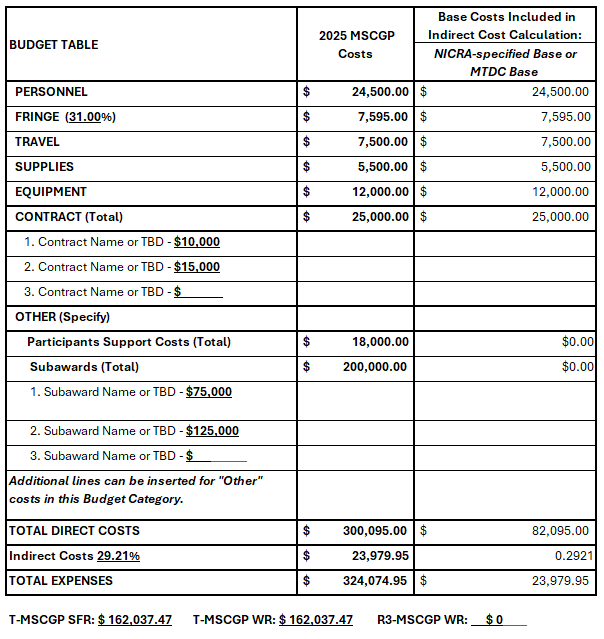 BUDGET TABLE
2025 MSCGP
Costs
Base Costs Included in
Indirect Cost Calculation:
NICRA-specified Base or
MTDC Base
PERSONNEL $ 24,500.00 $ 24,500.00
FRINGE (31.00%) $ 7,595.00 $ 7,595.00
TRAVEL $ 7,500.00 $ 7,500.00
SUPPLIES $ 5,500.00 $ 5,500.00
EQUIPMENT $ 12,000.00 $ 12,000.00
CONTRACT (Total) $ 25,000.00 $ 25,000.00
1. Contract Name or TBD - $10,000
2. Contract Name or TBD - $15,000
3. Contract Name or TBD - $______
OTHER (Specify)
Participants Support Costs (Total) $ 18,000.00 $0.00
Subawards (Total) $ 200,000.00 $0.00
1. Subaward Name or TBD - $75,000
2. Subaward Name or TBD - $125,000
3. Subaward Name or TBD - $______
Additional lines can be inserted for "Other"
costs in this Budget Category.
TOTAL DIRECT COSTS $ 300,095.00 $ 82,095.00
Indirect Costs 29.21% $ 23,979.95 0.2921
TOTAL EXPENSES $ 324,074.95 $ 23,979.95
T-MSCGP SFR: $ 162,037.47 T-MSCGP WR: $ 162,037.47 R3-MSCGP WR: __$ 0___